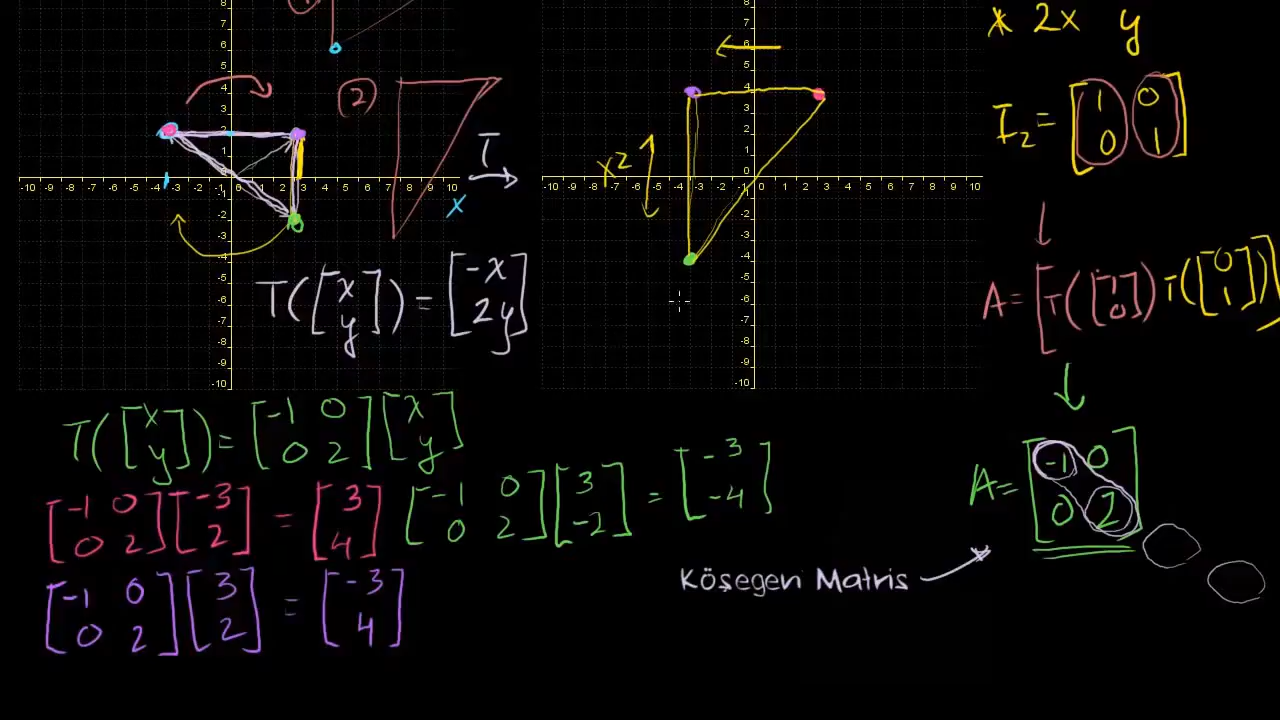 * 2x y
I₂ = [1 0; 0 1]
(2)
T
x2
x
T([x; y]) = [-x; 2y]
A = [T([1; 0]) T([0; 1])]
T([x; y]) = [-1 0; 0 2][x; y]
A = [-1 0; 0 2]
[-1 0; 0 2][-3; 2] = [3; 4]
[-1 0; 0 2][3; -2] = [-3; -4]
Köşegen Matris
[-1 0; 0 2][3; 2] = [-3; 4]